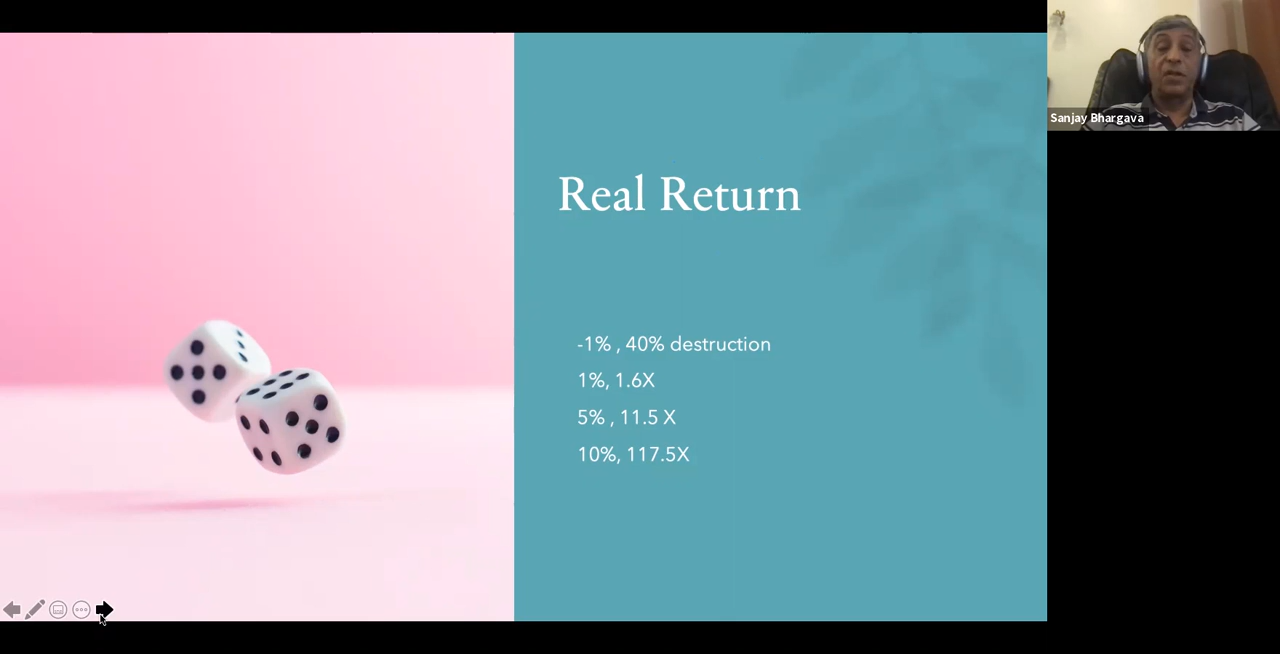 Sanjay Bhargava
Real Return
-1% , 40% destruction
1%, 1.6X
5% , 11.5 X
10%, 117.5X